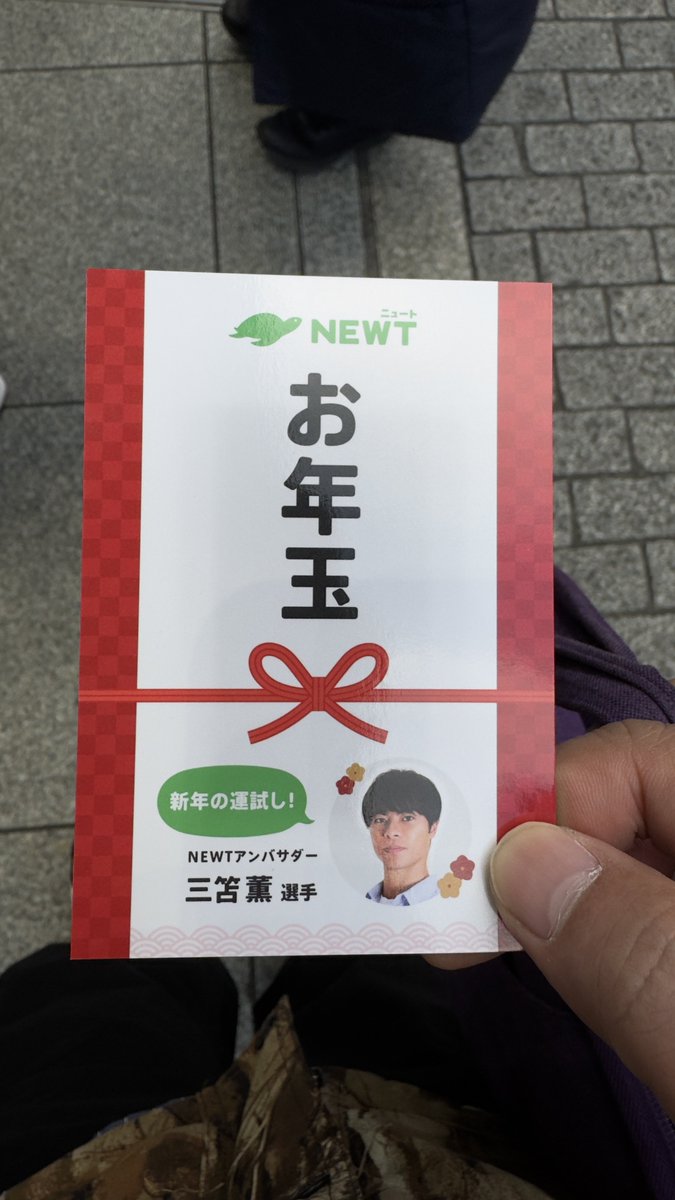 ニュート
NEWT
お年玉
新年の運試し!
NEWTアンバサダー
三笘薫 選手